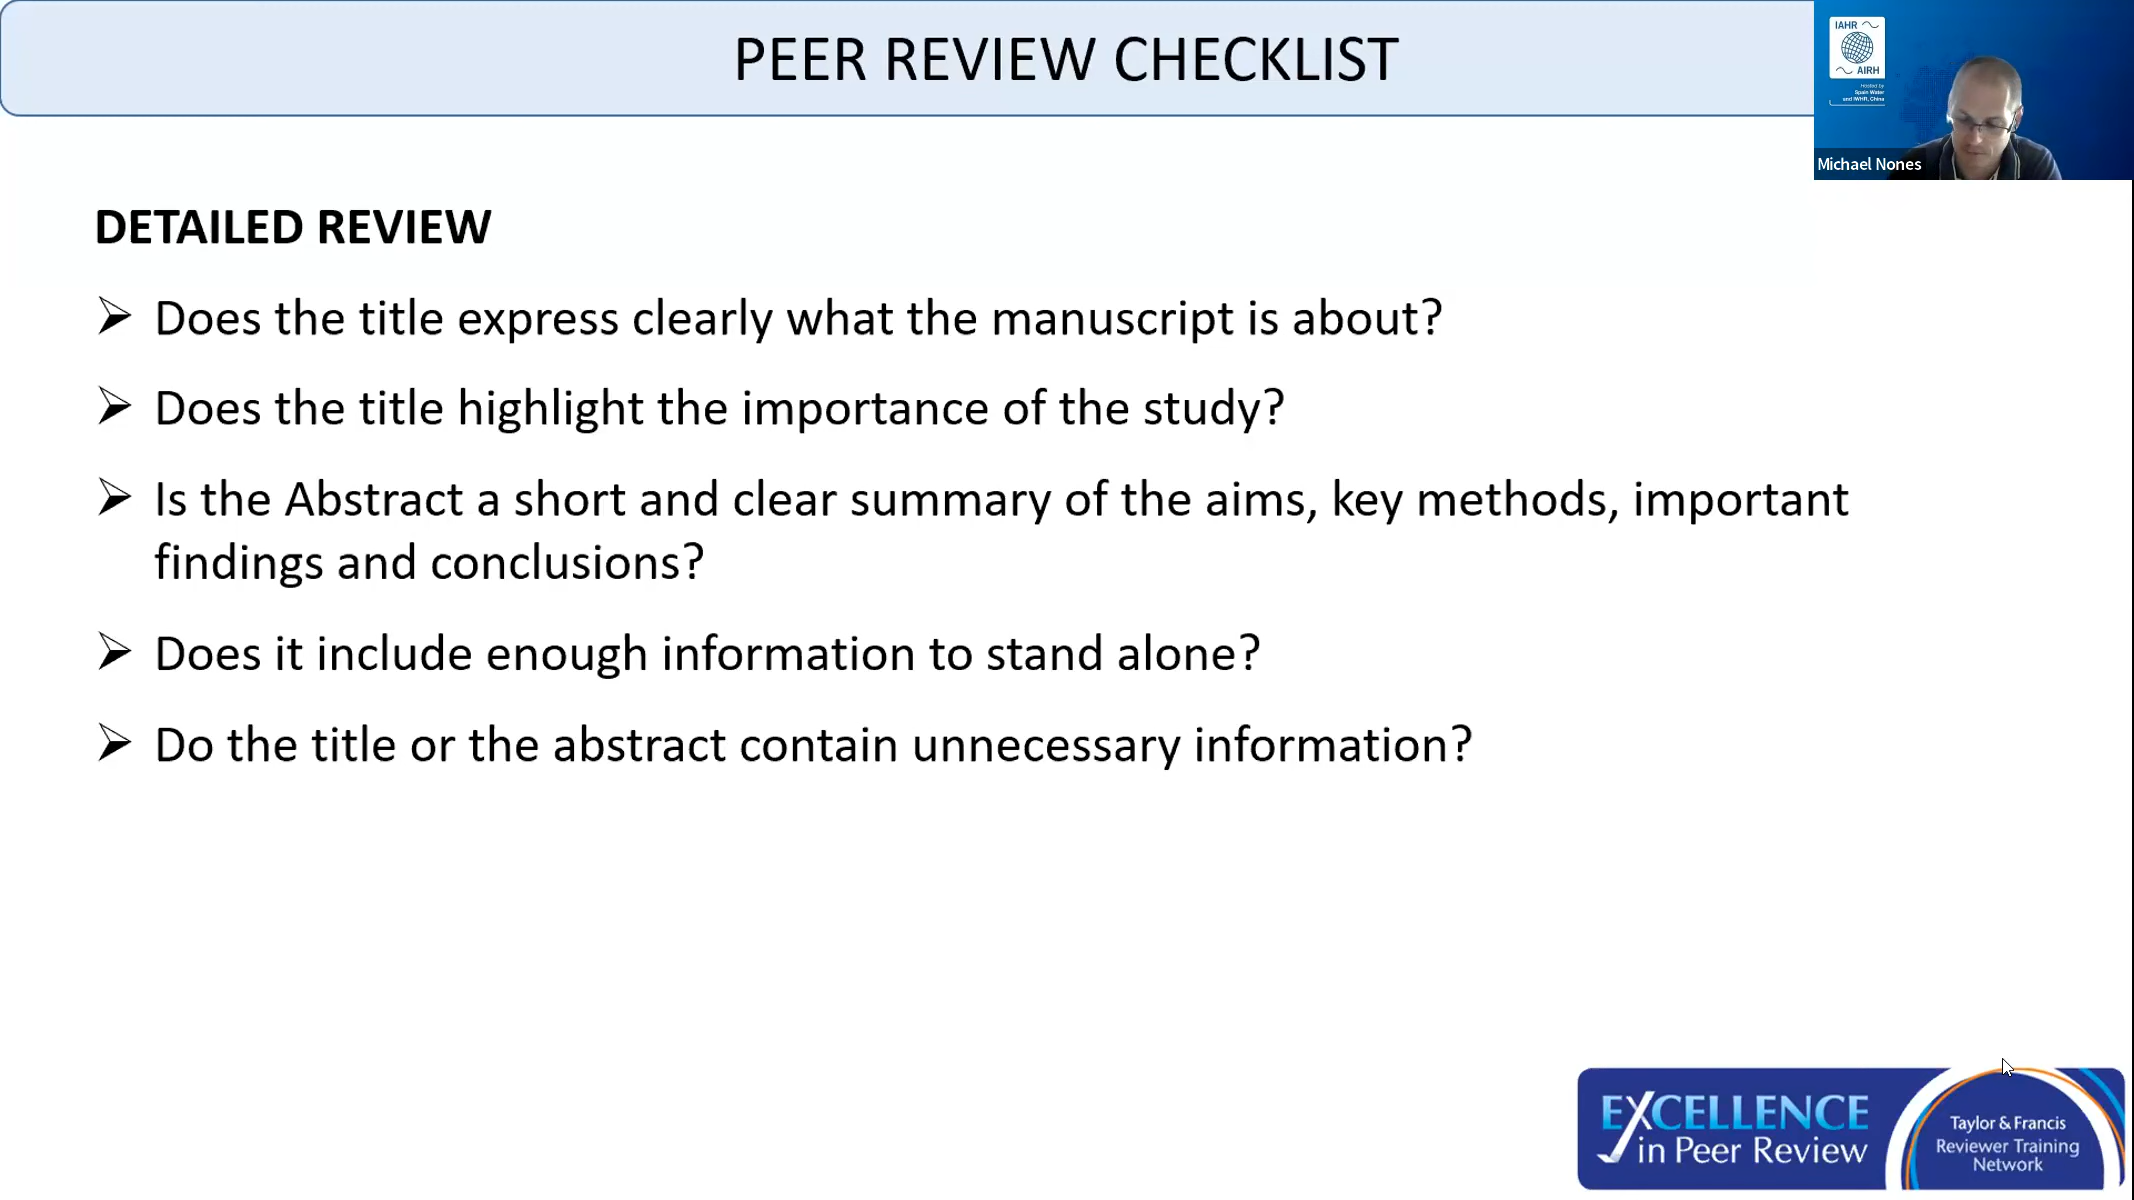 PEER REVIEW CHECKLIST
IAHR
AIRH
Hosted by
Spain Water
and IWHR, China
Michael Nones
DETAILED REVIEW
Does the title express clearly what the manuscript is about?
Does the title highlight the importance of the study?
Is the Abstract a short and clear summary of the aims, key methods, important
findings and conclusions?
Does it include enough information to stand alone?
Do the title or the abstract contain unnecessary information?
EXCELLENCE
in Peer Review
Taylor & Francis
Reviewer Training
Network